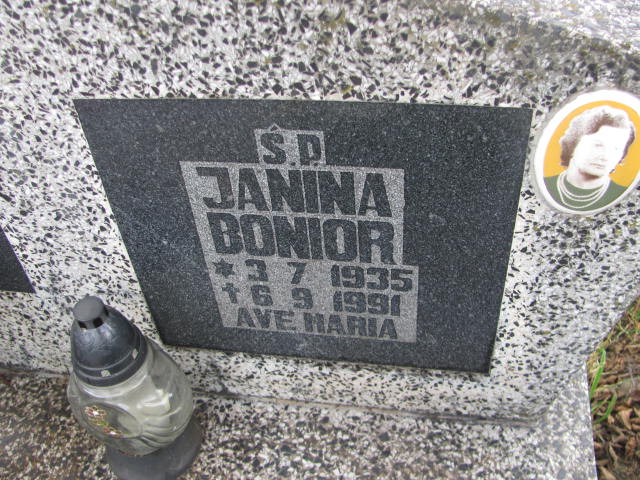 Ś.P.
JANINA
BONIOR
* 3 7 1935
† 6 9 1991
AVE MARIA